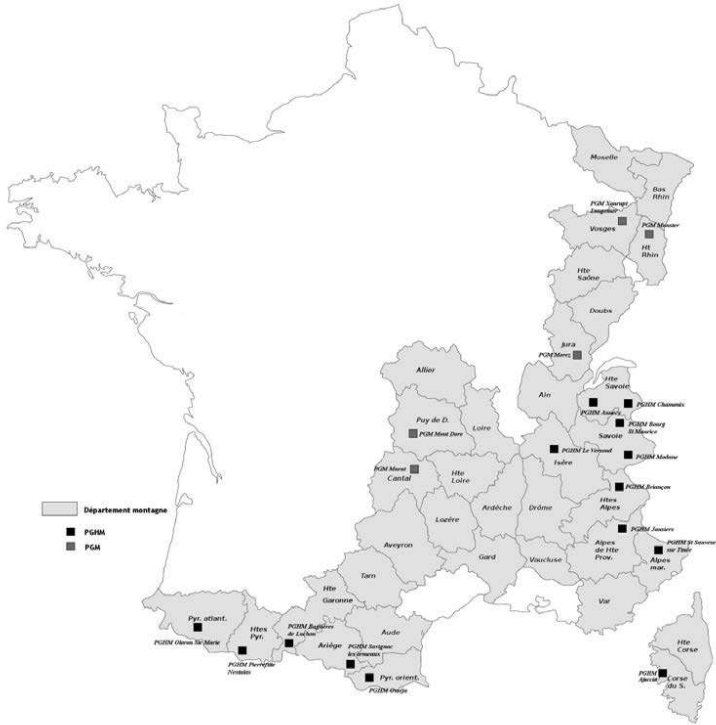 Moselle
Bas
Rhin
PGM Xonrupt
Longemer
PGM Munster
Vosges
Ht
Rhin
Hte
Saône
Doubs
Jura
PGM Morez
Allier
Ain
Hte
Savoie
PGHM Annecy
PGHM Chamonix
PGHM Bourg
St Maurice
Puy de D.
Loire
PGM Mont Dore
Savoie
PGHM Le Versoud
Isère
PGHM Modane
PGM Murat
Cantal
Hte
Loire
PGHM Briançon
Htes
Alpes
Département montagne
PGHM
PGM
Lozère
Ardèche
Drôme
PGHM Jausiers
Aveyron
Alpes
de Hte
Prov.
PGHM St Sauveur
sur Tinée
Alpes
mar.
Gard
Vaucluse
Tarn
Hte
Garonne
Var
Pyr. atlant.
Htes
Pyr.
PGHM Bagnères
de Luchon
Aude
Ariège
PGHM Savignac
les ormeaux
PGHM Oloron Ste Marie
PGHM Pierrefitte
Nestalas
Pyr. orient.
PGHM Osséja
Hte
Corse
PGHM
Ajaccio
Corse
du S.